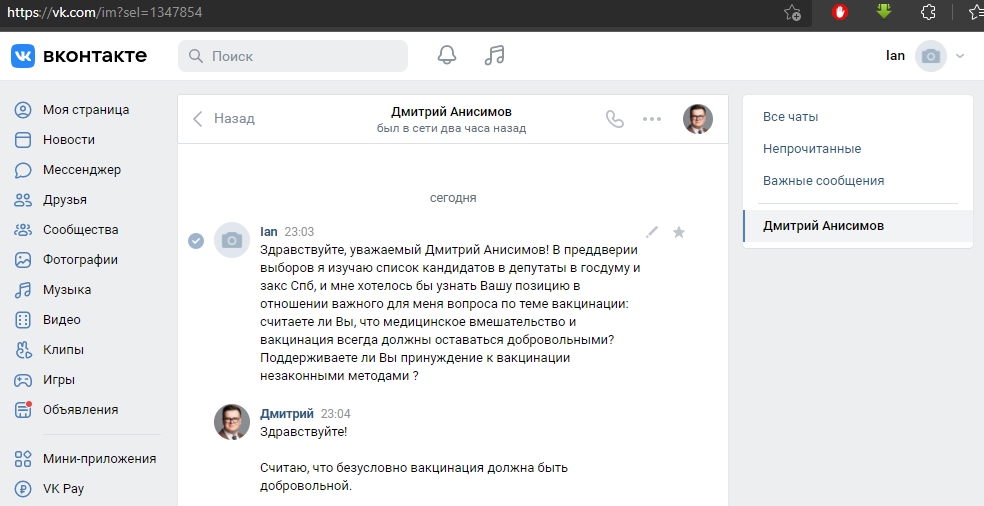 https://vk.com/im?sel=1347854
вконтакте
Поиск
Ian
Моя страница
Новости
Мессенджер
Друзья
Сообщества
Фотографии
Музыка
Видео
Клипы
Игры
Объявления
Мини-приложения
VK Pay
Назад
Дмитрий Анисимов
был в сети два часа назад
сегодня
Ian 23:03
Здравствуйте, уважаемый Дмитрий Анисимов! В преддверии
выборов я изучаю список кандидатов в депутаты в госдуму и
закс Спб, и мне хотелось бы узнать Вашу позицию в
отношении важного для меня вопроса по теме вакцинации:
считаете ли Вы, что медицинское вмешательство и
вакцинация всегда должны оставаться добровольными?
Поддерживаете ли Вы принуждение к вакцинации
незаконными методами ?
Дмитрий 23:04
Здравствуйте!
Считаю, что безусловно вакцинация должна быть
добровольной.
Все чаты
Непрочитанные
Важные сообщения
Дмитрий Анисимов